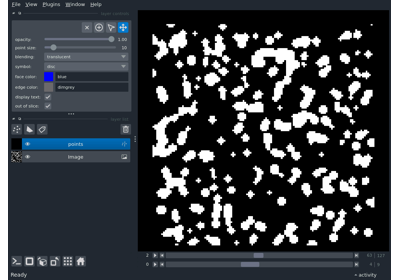 File View Plugins Window Help
opacity: 1.00
point size: 10
blending: translucent
symbol: disc
face color: blue
edge color: dimgrey
display text:
out of slice:
points
Image
2
0
Ready
activity